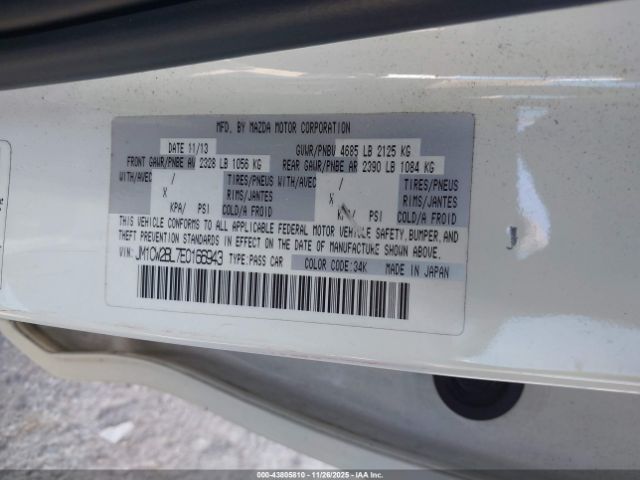 MFD. BY MAZDA MOTOR CORPORATION
DATE 11/13 GVWR/PNBV 4685 LB 2125 KG
FRONT GAWR/PNBE AV 2328 LB 1056 KG REAR GAWR/PNBE AR 2390 LB 1084 KG
WITH/AVEC / TIRES/PNEUS WITH/AVEC / TIRES/PNEUS
X RIMS/JANTES X RIMS/JANTES
KPA/ PSI COLD/A FROID KPA/ PSI COLD/A FROID
THIS VEHICLE CONFORMS TO ALL APPLICABLE FEDERAL MOTOR VEHICLE SAFETY, BUMPER, AND
THEFT PREVENTION STANDARDS IN EFFECT ON THE DATE OF MANUFACTURE SHOWN ABOVE.
VIN: JM1CW2BL7E0166943 TYPE:PASS CAR COLOR CODE:34K MADE IN JAPAN
000-43805810 — 11/26/2025 — IAAI.COM